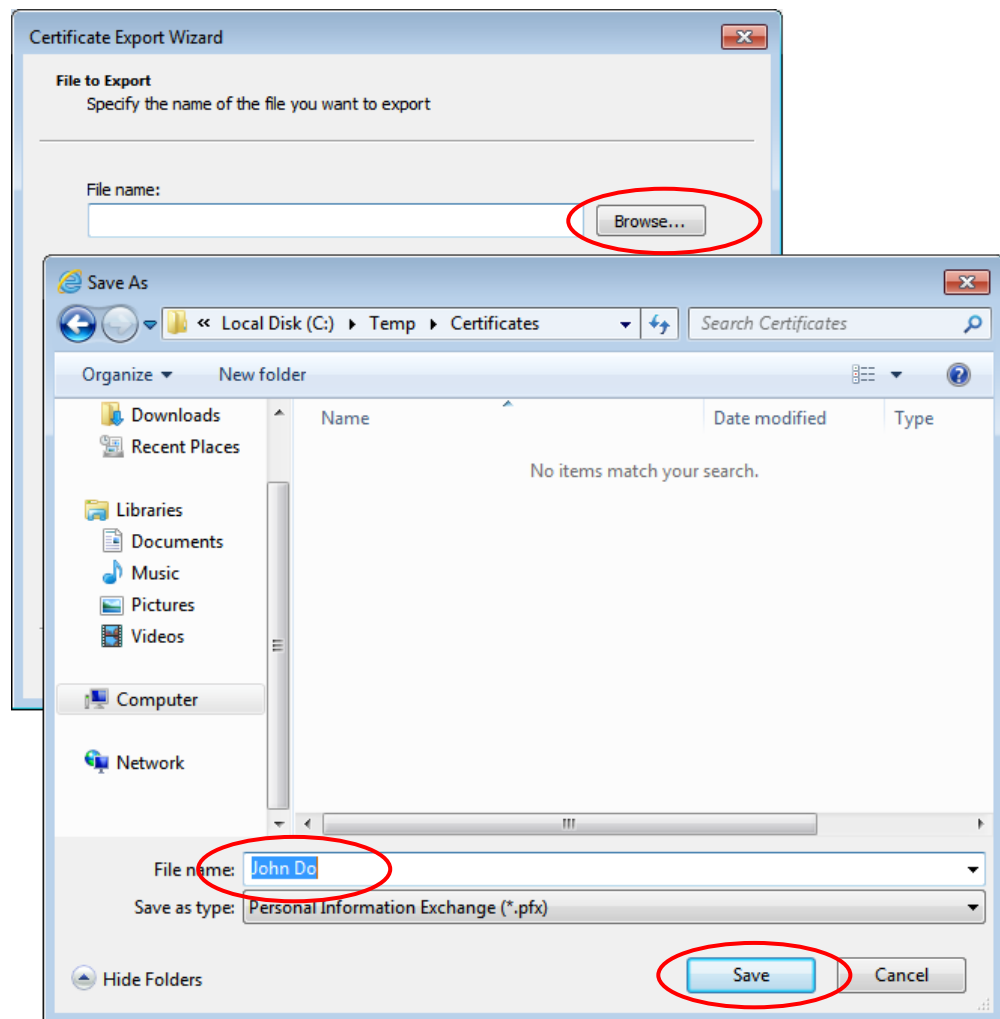 Certificate Export Wizard
File to Export
Specify the name of the file you want to export
File name:
Browse...
Save As
« Local Disk (C:) Temp Certificates Search Certificates
Organize New folder
Name Date modified Type
Downloads
Recent Places
No items match your search.
Libraries
Documents
Music
Pictures
Videos
Computer
Network
File name: John Do
Save as type: Personal Information Exchange (*.pfx)
Hide Folders Save Cancel